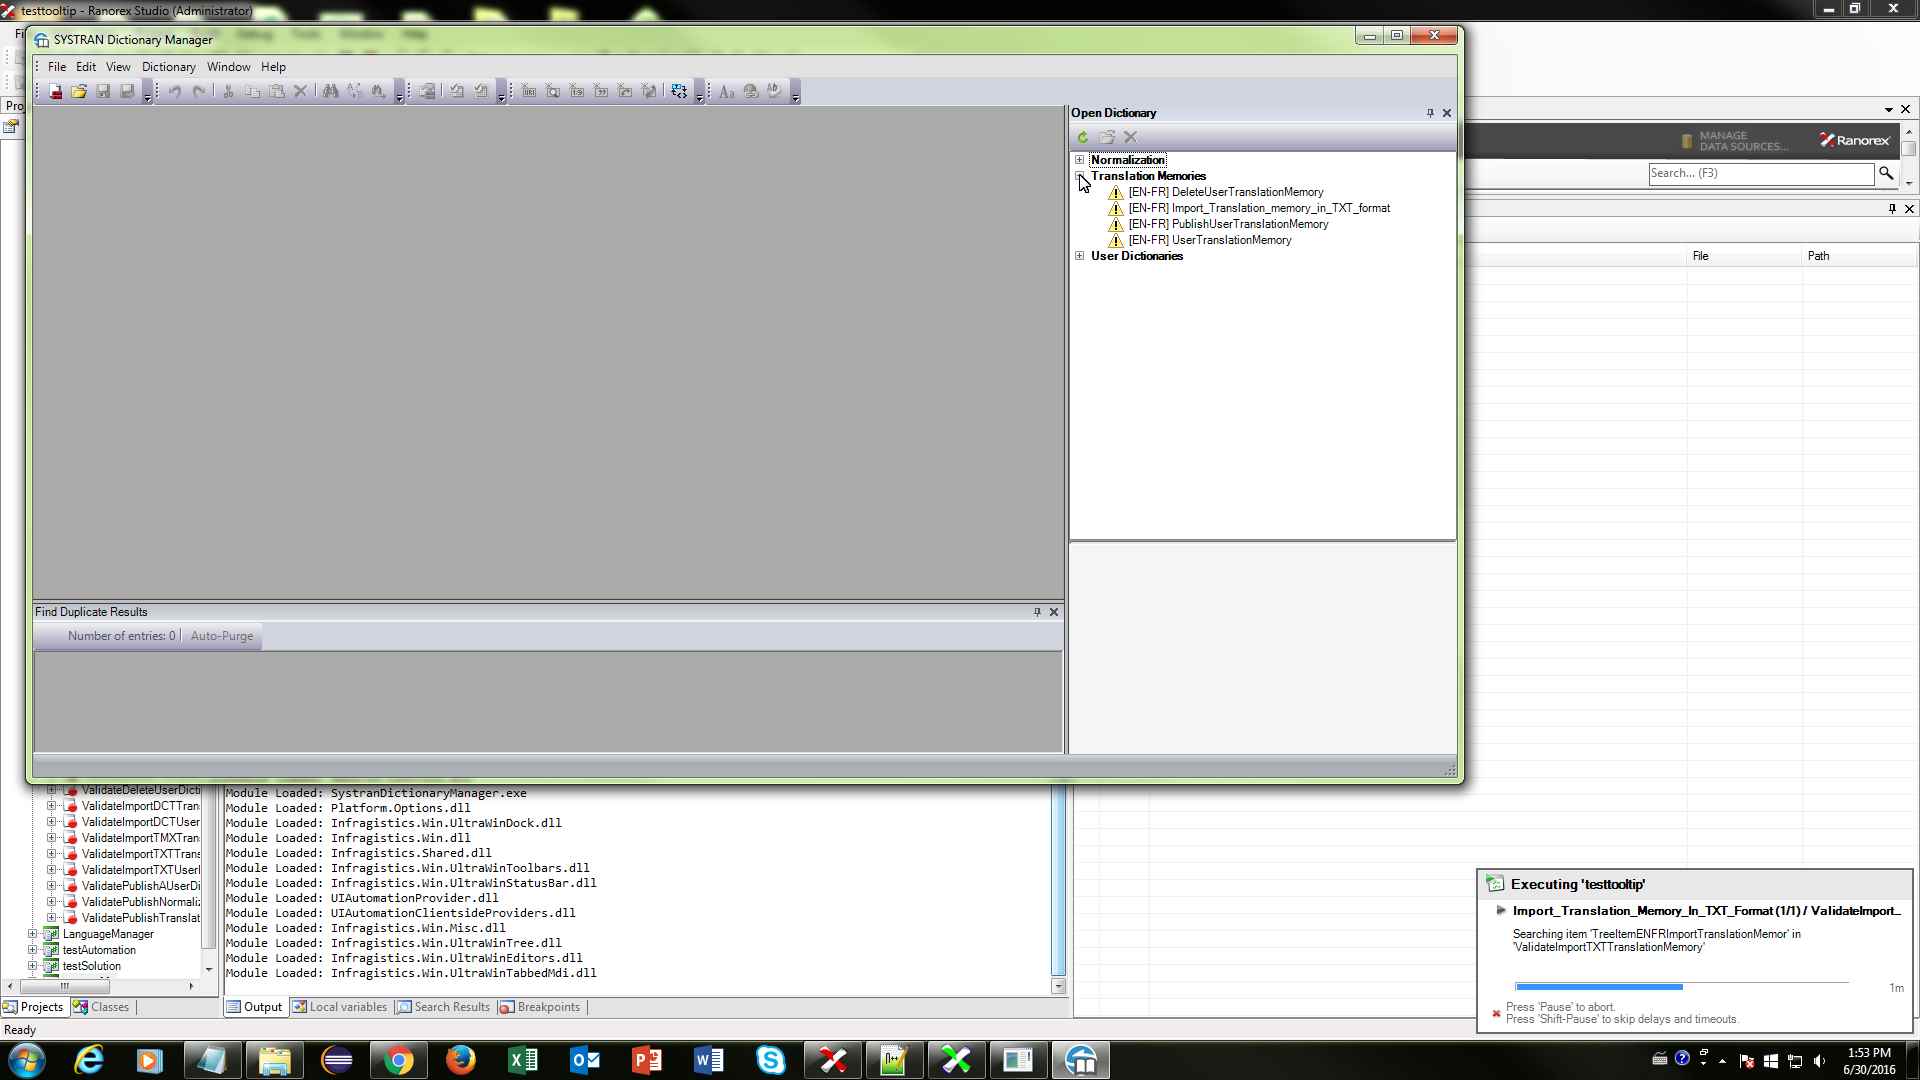 testtooltip - Ranorex Studio (Administrator)
SYSTRAN Dictionary Manager
File Edit View Dictionary Window Help
Open Dictionary
Normalization
Translation Memories
[EN-FR] DeleteUserTranslationMemory
[EN-FR] Import_Translation_memory_in_TXT_format
[EN-FR] PublishUserTranslationMemory
[EN-FR] UserTranslationMemory
User Dictionaries
MANAGE
DATA SOURCES...
Ranorex
Search... (F3)
File Path
Find Duplicate Results
Number of entries: 0 Auto-Purge
ValidateDeleteUserDicti
ValidateImportDCTTran
ValidateImportDCTUser
ValidateImportTMXTran
ValidateImportTXTTrans
ValidateImportTXTUserI
ValidatePublishAUserDi
ValidatePublishNormaliz
ValidatePublishTranslat
LanguageManager
testAutomation
testSolution
Projects Classes
Module Loaded: SystranDictionaryManager.exe
Module Loaded: Platform.Options.dll
Module Loaded: Infragistics.Win.UltraWinDock.dll
Module Loaded: Infragistics.Win.dll
Module Loaded: Infragistics.Shared.dll
Module Loaded: Infragistics.Win.UltraWinToolbars.dll
Module Loaded: Infragistics.Win.UltraWinStatusBar.dll
Module Loaded: UIAutomationProvider.dll
Module Loaded: UIAutomationClientsideProviders.dll
Module Loaded: Infragistics.Win.Misc.dll
Module Loaded: Infragistics.Win.UltraWinTree.dll
Module Loaded: Infragistics.Win.UltraWinEditors.dll
Module Loaded: Infragistics.Win.UltraWinTabbedMdi.dll
Output Local variables Search Results Breakpoints
Executing 'testtooltip'
Import_Translation_Memory_In_TXT_Format (1/1) / ValidateImport...
Searching item 'TreeItemENFRImportTranslationMemor' in
'ValidateImportTXTTranslationMemory'
1m
Press 'Pause' to abort.
Press 'Shift-Pause' to skip delays and timeouts.
Ready
1:53 PM
6/30/2016